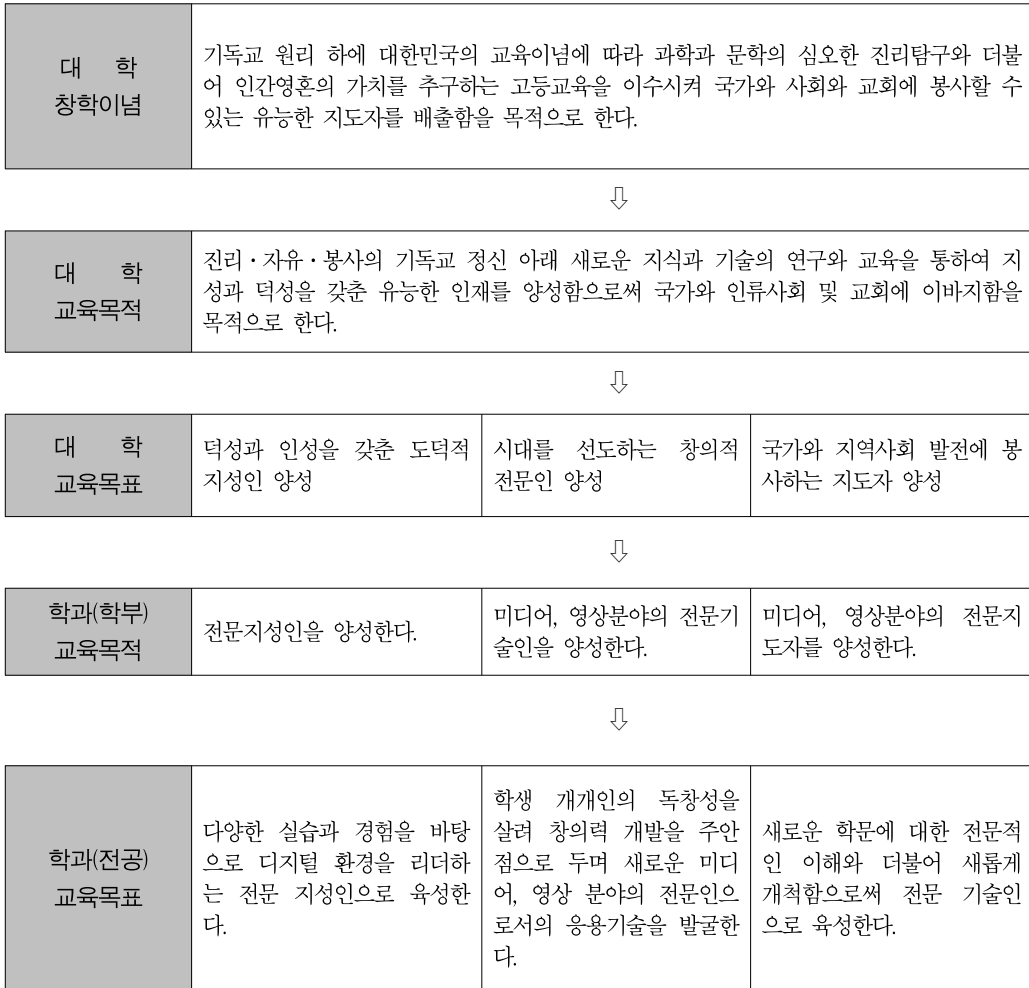 대 학
창학이념
기독교 원리 하에 대한민국의 교육이념에 따라 과학과 문학의 심오한 진리탐구와 더불
어 인간영혼의 가치를 추구하는 고등교육을 이수시켜 국가와 사회와 교회에 봉사할 수
있는 유능한 지도자를 배출함을 목적으로 한다.
⇩
대 학
교육목적
진리·자유·봉사의 기독교 정신 아래 새로운 지식과 기술의 연구와 교육을 통하여 지
성과 덕성을 갖춘 유능한 인재를 양성함으로써 국가와 인류사회 및 교회에 이바지함을
목적으로 한다.
⇩
대 학
교육목표
덕성과 인성을 갖춘 도덕적
지성인 양성
시대를 선도하는 창의적
전문인 양성
국가와 지역사회 발전에 봉
사하는 지도자 양성
⇩
학과(학부)
교육목적
전문지성인을 양성한다.
미디어, 영상분야의 전문기
술인을 양성한다.
미디어, 영상분야의 전문지
도자를 양성한다.
⇩
학과(전공)
교육목표
다양한 실습과 경험을 바탕
으로 디지털 환경을 리더하
는 전문 지성인으로 육성한
다.
학생 개개인의 독창성을
살려 창의력 개발을 주안
점으로 두며 새로운 미디
어, 영상 분야의 전문인으
로서의 응용기술을 발굴한
다.
새로운 학문에 대한 전문적
인 이해와 더불어 새롭게
개척함으로써 전문 기술인
으로 육성한다.